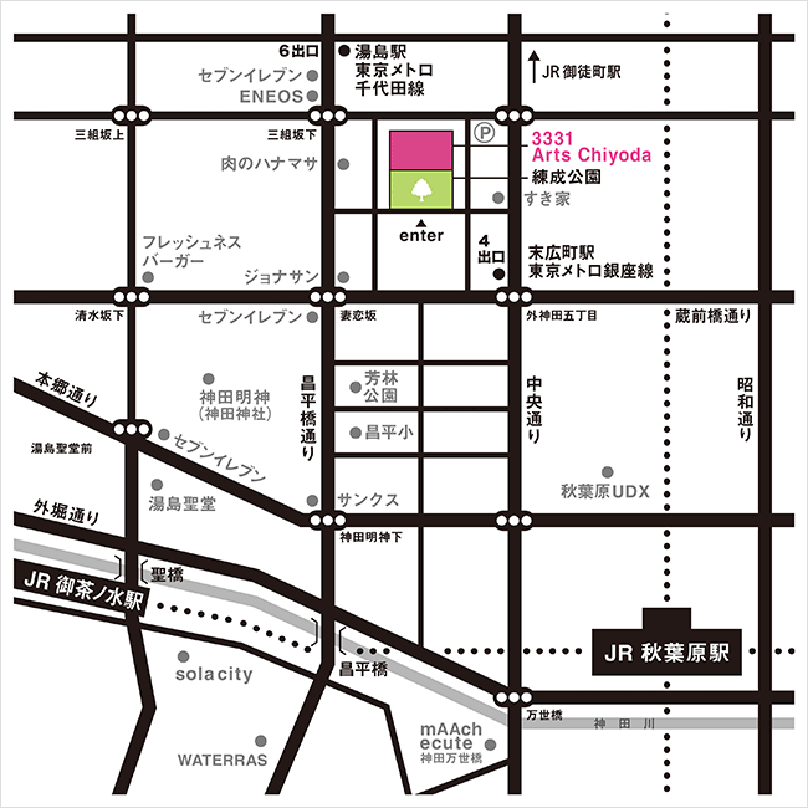 6出口
湯島駅
東京メトロ
千代田線
セブンイレブン
ENEOS
JR御徒町駅
三組坂上
三組坂下
P
3331
Arts Chiyoda
肉のハナマサ
練成公園
すき家
enter
フレッシュネス
バーガー
ジョナサン
4
出口
末広町駅
東京メトロ銀座線
清水坂下
セブンイレブン
妻恋坂
外神田五丁目
蔵前橋通り
本郷通り
神田明神
(神田神社)
昌平橋通り
芳林
公園
中央通り
昭和通り
昌平小
湯島聖堂前
セブンイレブン
湯島聖堂
サンクス
秋葉原UDX
外堀通り
神田明神下
聖橋
JR 御茶ノ水駅
昌平橋
JR 秋葉原駅
solacity
万世橋
神田川
mAAch
ecute
神田万世橋
WATERRAS